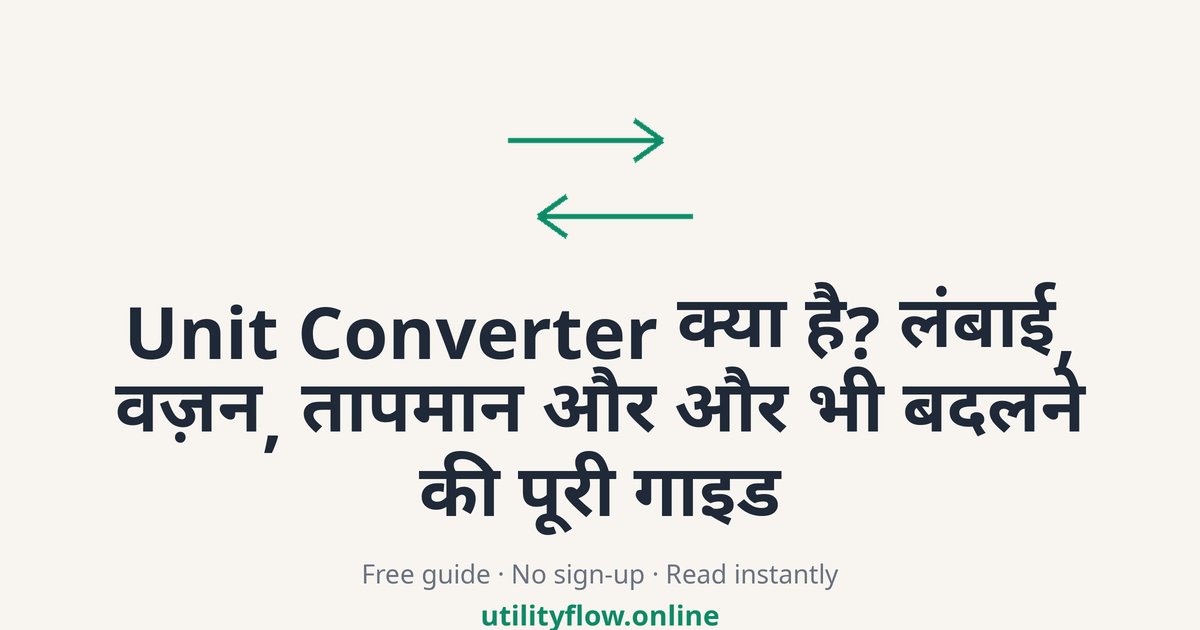 Unit Converter क्या है? लंबाई,
वज़न, तापमान और और भी बदलने
की पूरी गाइड
Free guide · No sign-up · Read instantly
utilityflow.online